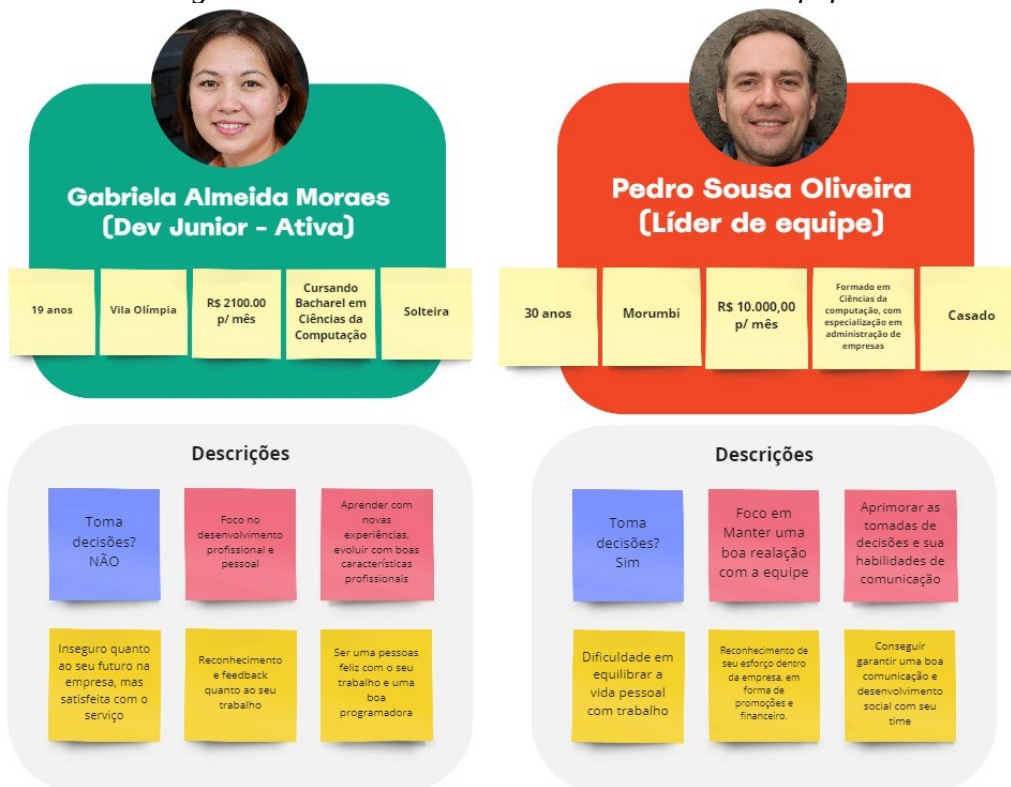 Gabriela Almeida Moraes
(Dev Junior - Ativa)
19 anos
Vila Olímpia
R$ 2100.00
p/ mês
Cursando
Bacharel em
Ciências da
Computação
Solteira
Descrições
Toma
decisões?
NÃO
Foco no
desenvolvimento
profissional e
pessoal
Aprender com
novas
experiências,
evoluir com boas
características
profissionais
Inseguro quanto
ao seu futuro na
empresa, mas
satisfeita com o
serviço
Reconhecimento
e feedback
quanto ao seu
trabalho
Ser uma pessoas
feliz com o seu
trabalho e uma
boa
programadora
Pedro Sousa Oliveira
(Líder de equipe)
30 anos
Morumbi
R$ 10.000,00
p/ mês
Formado em
Ciências da
computação, com
especialização em
administração de
empresas
Casado
Descrições
Toma
decisões?
Sim
Foco em
Manter uma
boa realação
com a equipe
Aprimorar as
tomadas de
decisões e sua
habilidades de
comunicação
Dificuldade em
equilibrar a
vida pessoal
com trabalho
Reconhecimento de
seu esforço dentro
da empresa, em
forma de
promoções e
financeiro.
Conseguir
garantir uma boa
comunicação e
desenvolvimento
social com seu
time